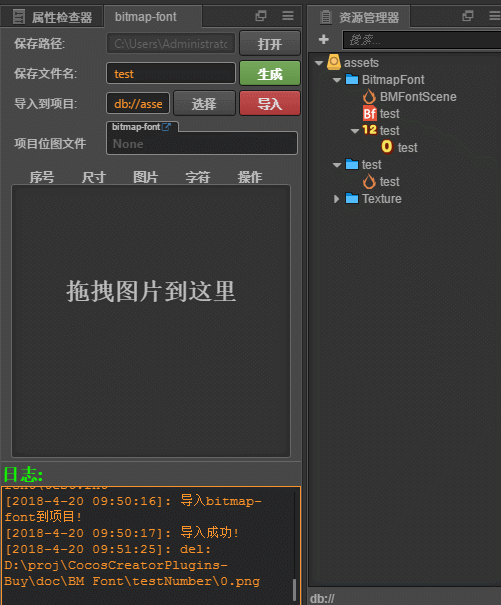 属性检查器 bitmap-font
保存路径: C:\Users\Administrato 打开
保存文件名: test 生成
导入到项目: db://asse 选择 导入
bitmap-font
项目位图文件 None
序号 尺寸 图片 字符 操作
拖拽图片到这里
日志:
[2018-4-20 09:50:16]: 导入bitmap-
font到项目!
[2018-4-20 09:50:17]: 导入成功!
[2018-4-20 09:51:25]: del:
D:\proj\CocosCreatorPlugins-
Buy\doc\BM Font\testNumber\0.png
资源管理器
搜索...
assets
BitmapFont
BMFontScene
Bf test
12 test
0 test
test
test
Texture
db://